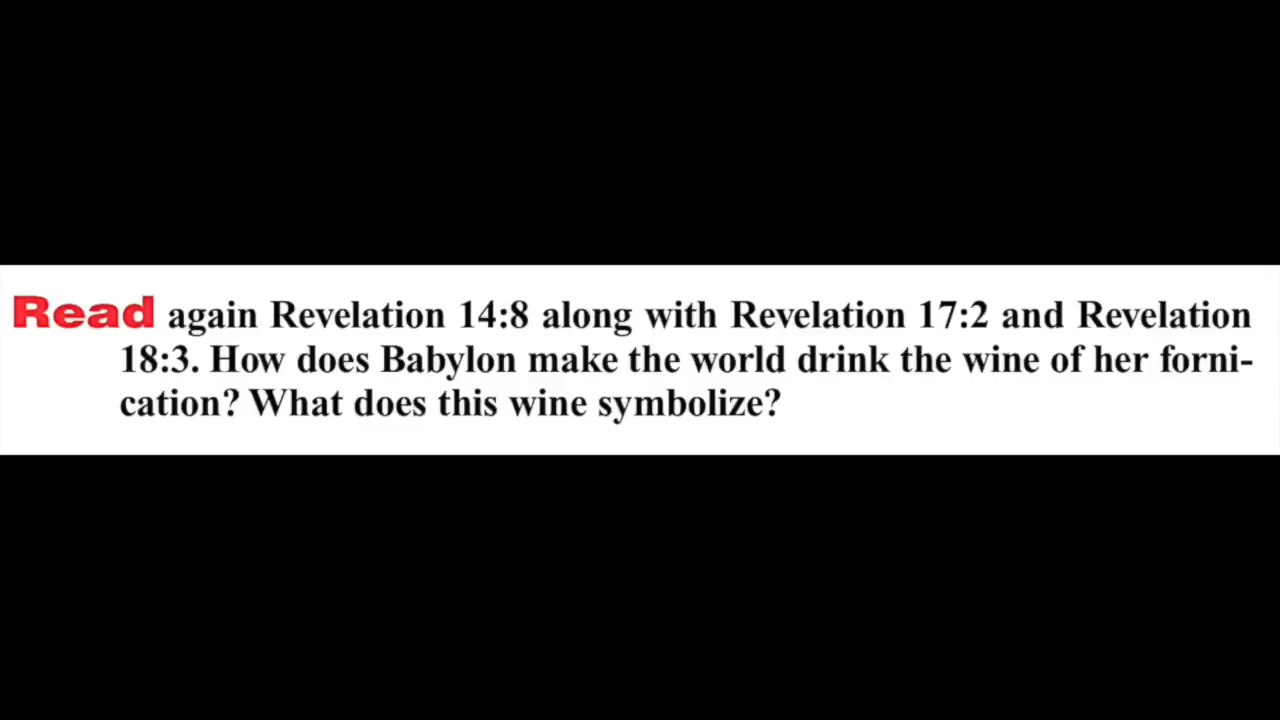 Read again Revelation 14:8 along with Revelation 17:2 and Revelation
18:3. How does Babylon make the world drink the wine of her forni-
cation? What does this wine symbolize?